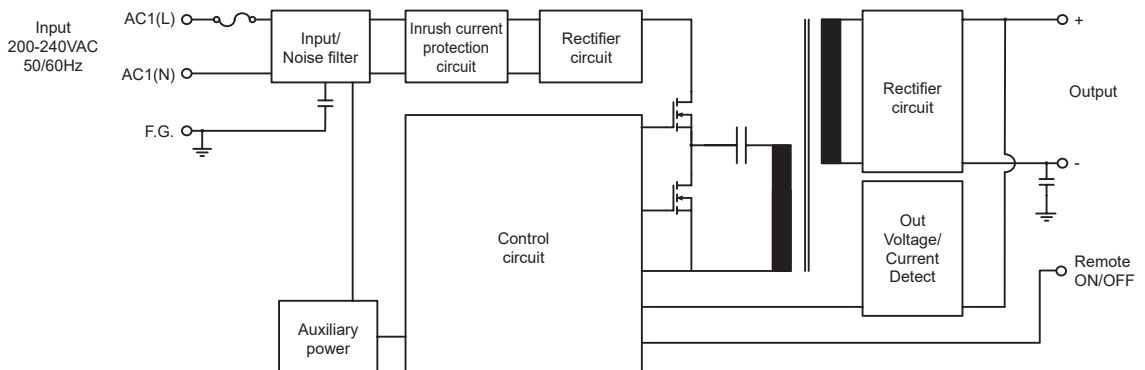 Input
200-240VAC
50/60Hz
AC1(L)
AC1(N)
F.G.
Input/
Noise filter
Inrush current
protection
circuit
Rectifier
circuit
Control
circuit
Auxiliary
power
Rectifier
circuit
Out
Voltage/
Current
Detect
+
Output
-
Remote
ON/OFF